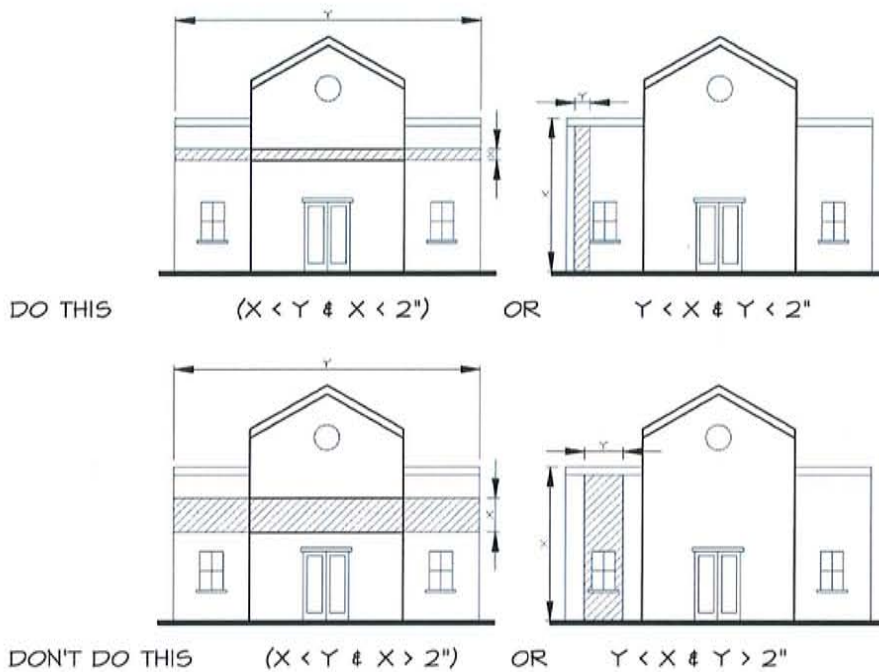 Y
Y
X
X
DO THIS (X < Y & X < 2") OR Y < X & Y < 2"
Y
Y
X
X
DON'T DO THIS (X < Y & X > 2") OR Y < X & Y > 2"